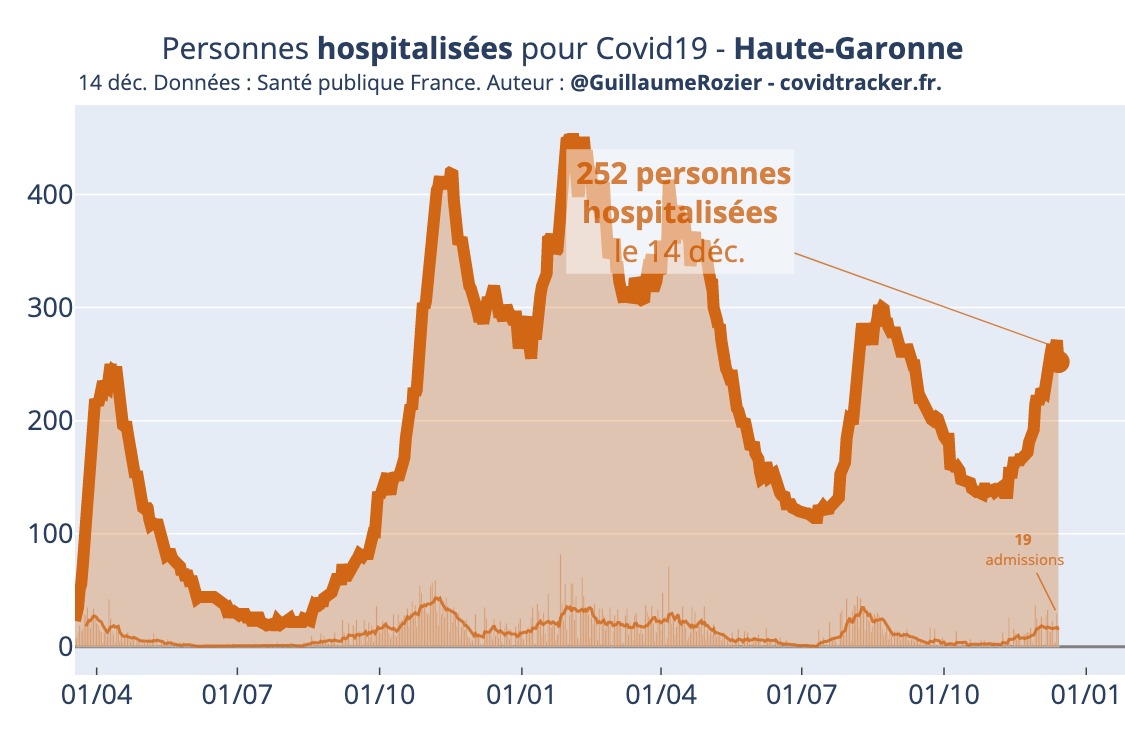 Personnes hospitalisées pour Covid19 - Haute-Garonne
14 déc. Données : Santé publique France. Auteur : @GuillaumeRozier - covidtracker.fr.
252 personnes
hospitalisées
le 14 déc.
400
300
200
100
0
19
admissions
01/04 01/07 01/10 01/01 01/04 01/07 01/10 01/01